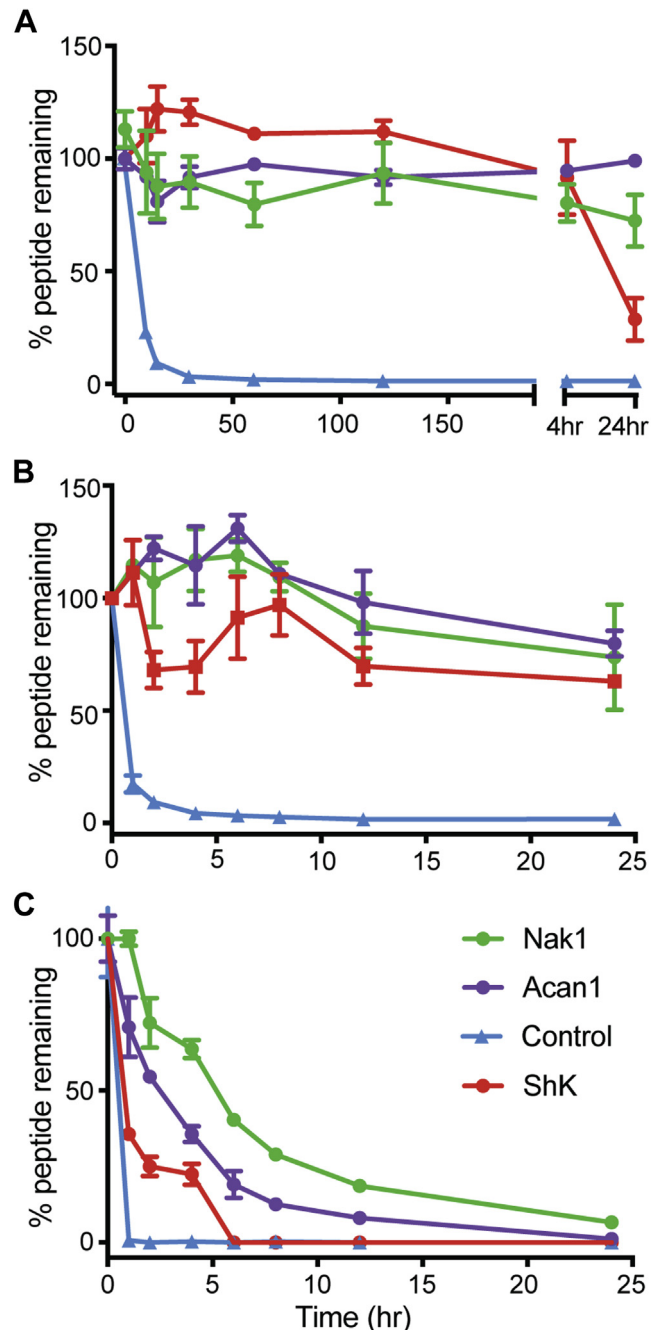 A
150
100
50
0
% peptide remaining
0 50 100 150 4hr 24hr
B
150
100
50
0
% peptide remaining
0 5 10 15 20 25
C
100
50
0
% peptide remaining
Nak1
Acan1
Control
ShK
0 5 10 15 20 25
Time (hr)